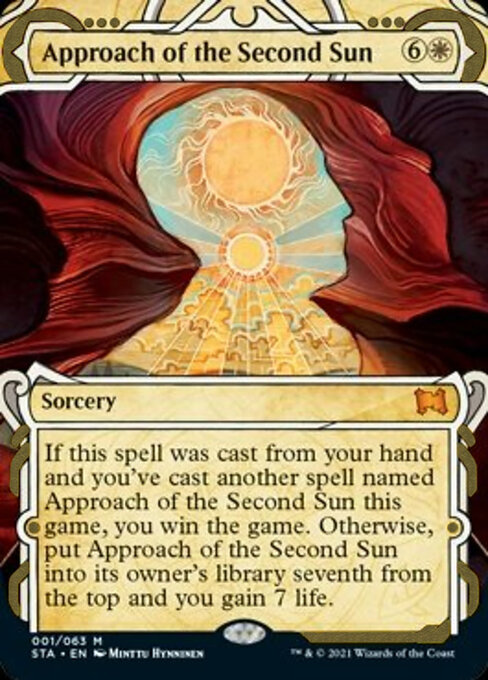 Approach of the Second Sun 6
Sorcery
If this spell was cast from your hand
and you've cast another spell named
Approach of the Second Sun this
game, you win the game. Otherwise,
put Approach of the Second Sun
into its owner's library seventh from
the top and you gain 7 life.
001/063 M
STA • EN MINTTU HYNNINEN
™ & © 2021 Wizards of the Coast